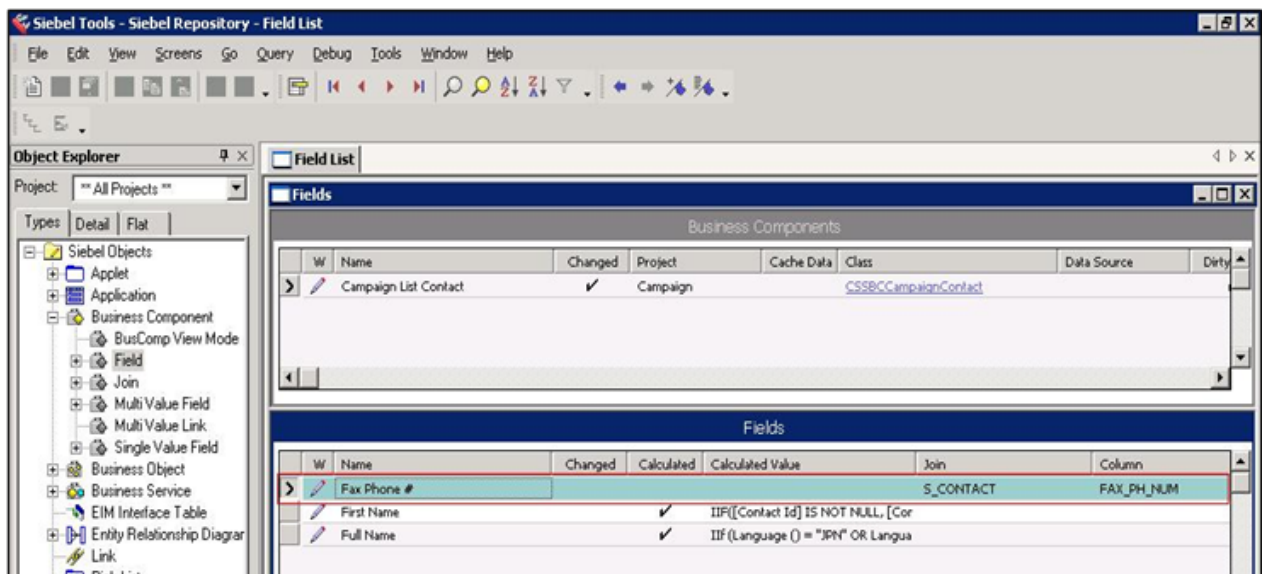 Siebel Tools - Siebel Repository - Field List
File Edit View Screens Go Query Debug Tools Window Help
Object Explorer
Field List
Project: ** All Projects **
Fields
Types Detail Flat
Business Components
Siebel Objects
W Name Changed Project Cache Data Class Data Source Dirty
Applet
Campaign List Contact ✔ Campaign CSSBCCampaignContact
Application
Business Component
BusComp View Mode
Field
Join
Multi Value Field
Multi Value Link
Fields
Single Value Field
W Name Changed Calculated Calculated Value Join Column
Business Object
Fax Phone # S_CONTACT FAX_PH_NUM
Business Service
First Name ✔ IIF([Contact Id] IS NOT NULL, [Cor
EIM Interface Table
Full Name ✔ IIf (Language () = "JPN" OR Langua
Entity Relationship Diagrar
Link